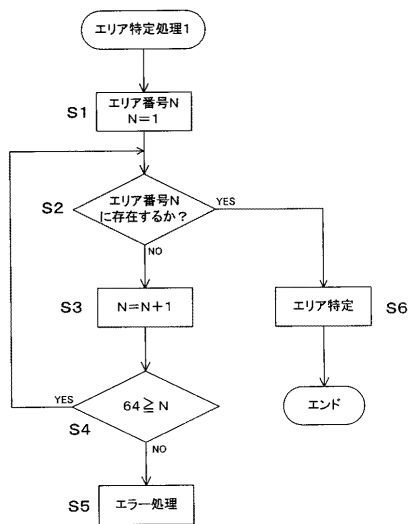 エリア特定処理1
S1
エリア番号N
N=1
S2
エリア番号N
に存在するか?
YES
NO
S3
N=N+1
エリア特定
S6
YES
64≧N
エンド
S4
NO
S5
エラー処理